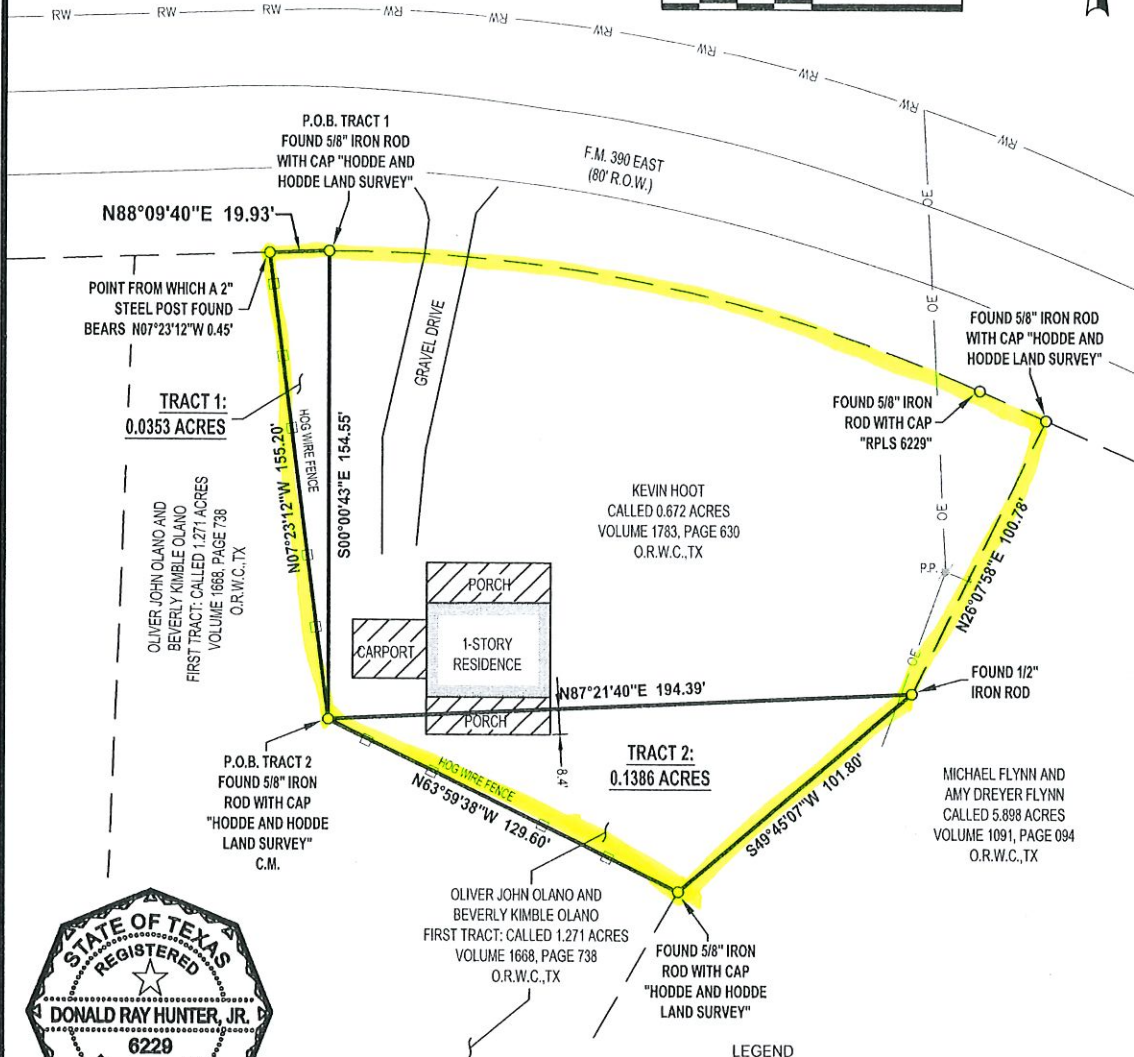 RW
RW
RW
RW
RW
RW
RW
RW
RW
RW
P.O.B. TRACT 1
FOUND 5/8" IRON ROD
WITH CAP "HODDE AND
HODDE LAND SURVEY"
F.M. 390 EAST
(80' R.O.W.)
OE
N88°09'40"E 19.93'
POINT FROM WHICH A 2"
STEEL POST FOUND
BEARS N07°23'12"W 0.45'
GRAVEL DRIVE
OE
FOUND 5/8" IRON ROD
WITH CAP "HODDE AND
HODDE LAND SURVEY"
TRACT 1:
0.0353 ACRES
HOG WIRE FENCE
N07°23'12"W 155.20'
S00°00'43"E 154.55'
FOUND 5/8" IRON
ROD WITH CAP
"RPLS 6229"
OLIVER JOHN OLANO AND
BEVERLY KIMBLE OLANO
FIRST TRACT: CALLED 1.271 ACRES
VOLUME 1668, PAGE 738
O.R.W.C.,TX
KEVIN HOOT
CALLED 0.672 ACRES
VOLUME 1783, PAGE 630
O.R.W.C.,TX
OE
P.P.
N26°07'58"E 100.78'
PORCH
CARPORT
1-STORY
RESIDENCE
PORCH
OE
N87°21'40"E 194.39'
FOUND 1/2"
IRON ROD
8.4'
P.O.B. TRACT 2
FOUND 5/8" IRON
ROD WITH CAP
"HODDE AND HODDE
LAND SURVEY"
C.M.
HOG WIRE FENCE
N63°59'38"W 129.60'
TRACT 2:
0.1386 ACRES
S49°45'07"W 101.80'
MICHAEL FLYNN AND
AMY DREYER FLYNN
CALLED 5.898 ACRES
VOLUME 1091, PAGE 094
O.R.W.C.,TX
OLIVER JOHN OLANO AND
BEVERLY KIMBLE OLANO
FIRST TRACT: CALLED 1.271 ACRES
VOLUME 1668, PAGE 738
O.R.W.C.,TX
FOUND 5/8" IRON
ROD WITH CAP
"HODDE AND HODDE
LAND SURVEY"
STATE OF TEXAS
REGISTERED
DONALD RAY HUNTER, JR.
6229
LEGEND